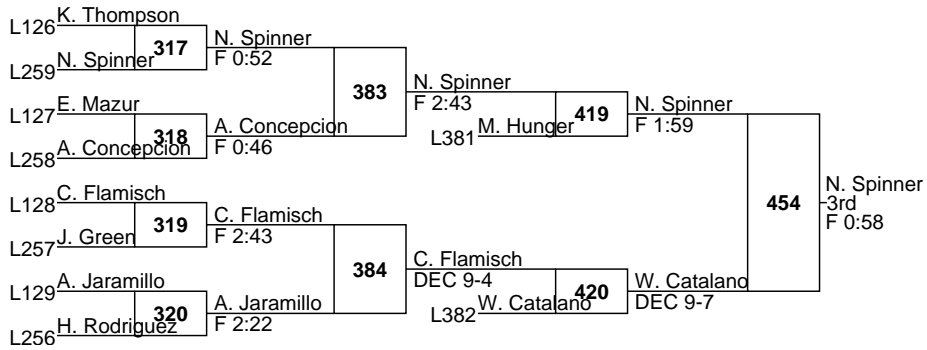 L126 K. Thompson
317
N. Spinner
F 0:52
L259 N. Spinner
383
N. Spinner
F 2:43
L127 E. Mazur
318
A. Concepcion
F 0:46
L258 A. Concepcion
L381 M. Hunger
419
N. Spinner
F 1:59
L128 C. Flamisch
319
C. Flamisch
F 2:43
L257 J. Green
384
C. Flamisch
DEC 9-4
L129 A. Jaramillo
320
A. Jaramillo
F 2:22
L256 H. Rodriguez
L382 W. Catalano
420
W. Catalano
DEC 9-7
454
N. Spinner
3rd
F 0:58